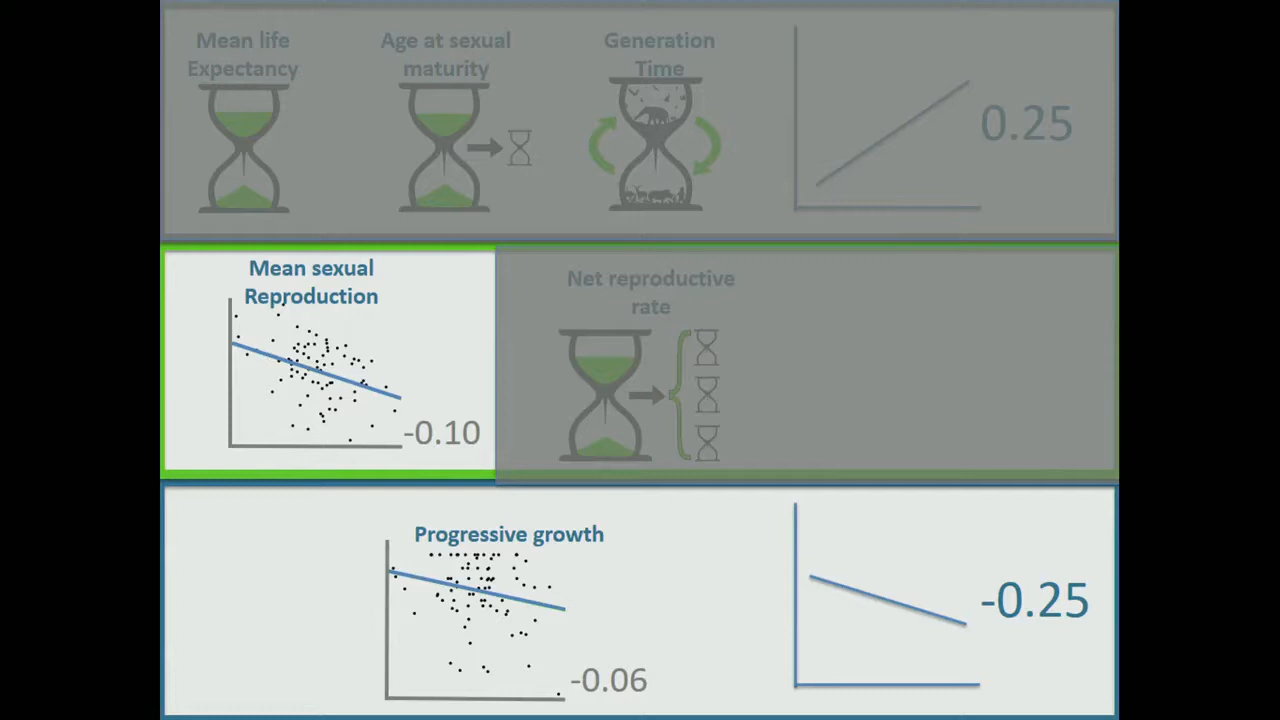 Mean life
Expectancy
Age at sexual
maturity
Generation
Time
0.25
Mean sexual
Reproduction
-0.10
Net reproductive
rate
Progressive growth
-0.06
-0.25